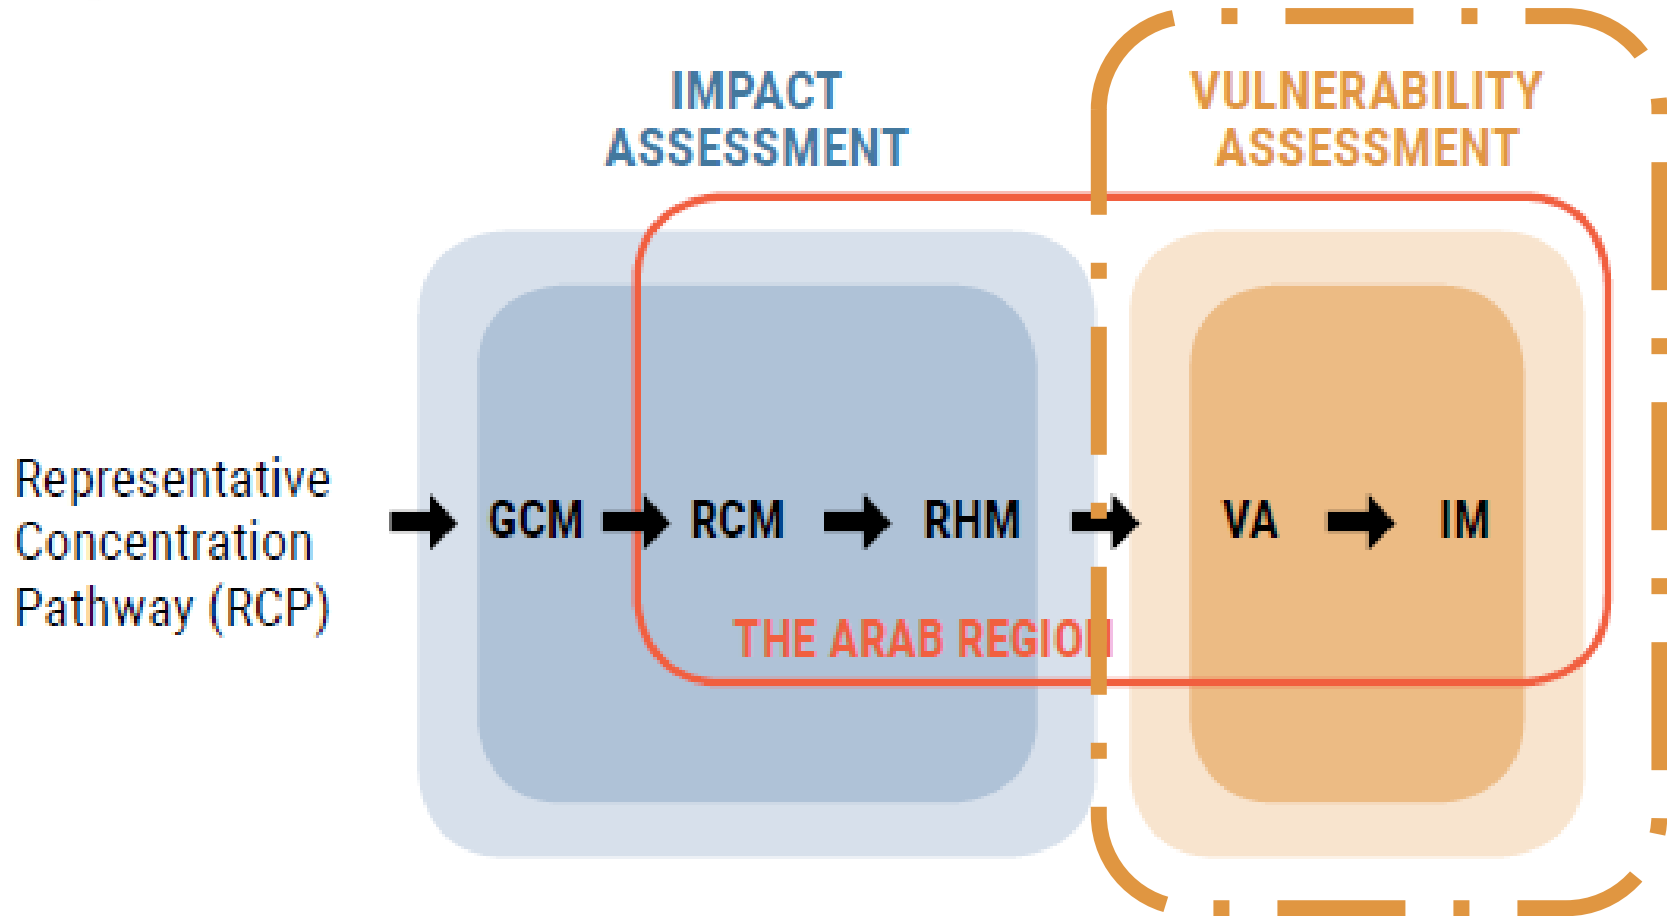 IMPACT
ASSESSMENT
VULNERABILITY
ASSESSMENT
Representative
Concentration
Pathway (RCP)
GCM
RCM
RHM
VA
IM
THE ARAB REGION